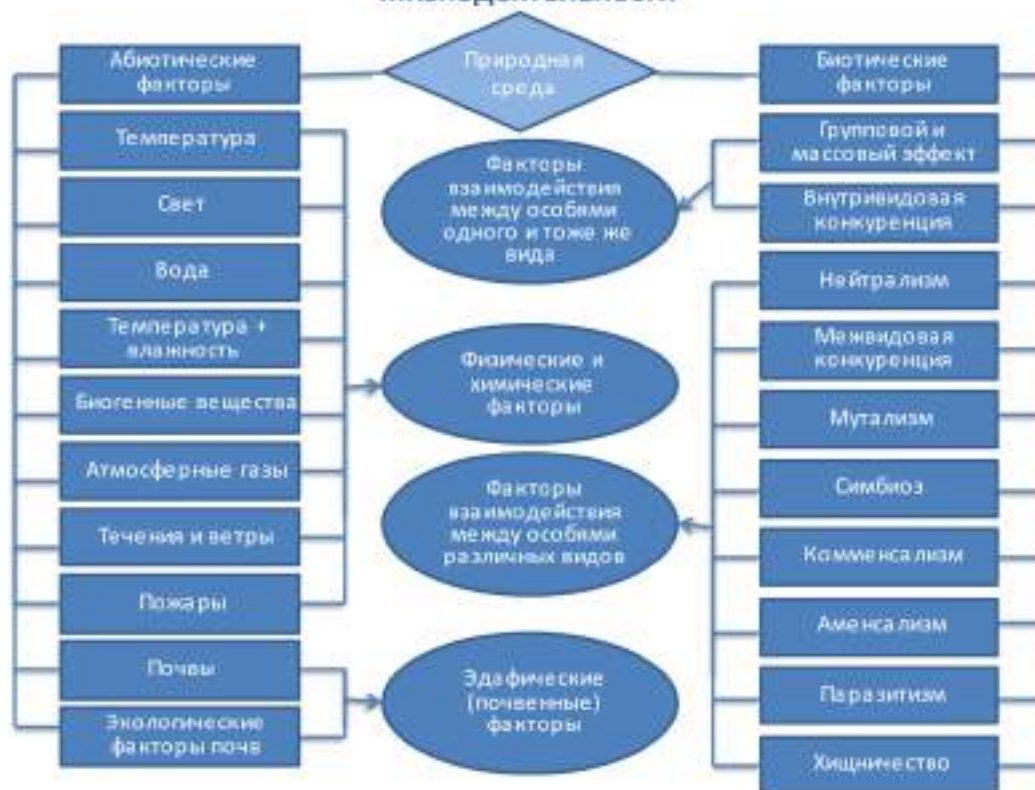 Природная
среда
Абиотические
факторы
Температура
Свет
Вода
Температура +
влажность
Биогенные вещества
Атмосферные газы
Течения и ветры
Пожары
Почвы
Экологические
факторы почв
Факторы
взаимодействия
между особями
одного и тоже же
вида
Физические и
химические
факторы
Факторы
взаимодействия
между особями
различных видов
Эдафические
(почвенные)
факторы
Биотические
факторы
Групповой и
массовый эффект
Внутривидовая
конкуренция
Нейтрализм
Межвидовая
конкуренция
Мутализм
Симбиоз
Комменсализм
Аменсализм
Паразитизм
Хищничество